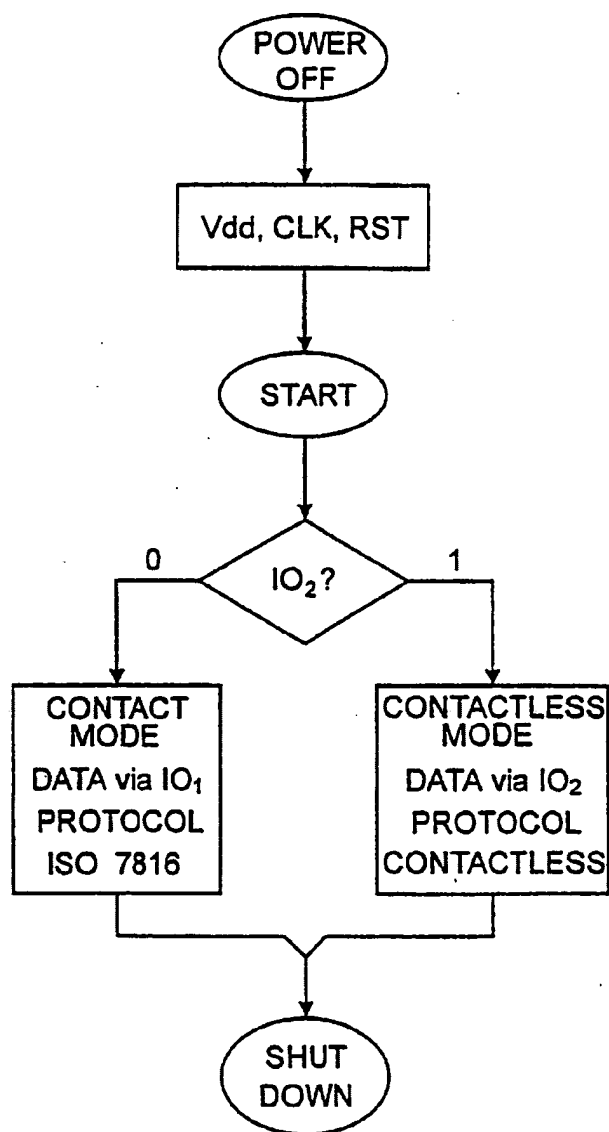 POWER
OFF
Vdd, CLK, RST
START
IO₂?
0
1
CONTACT
MODE
DATA via IO₁
PROTOCOL
ISO 7816
CONTACTLESS
MODE
DATA via IO₂
PROTOCOL
CONTACTLESS
SHUT
DOWN